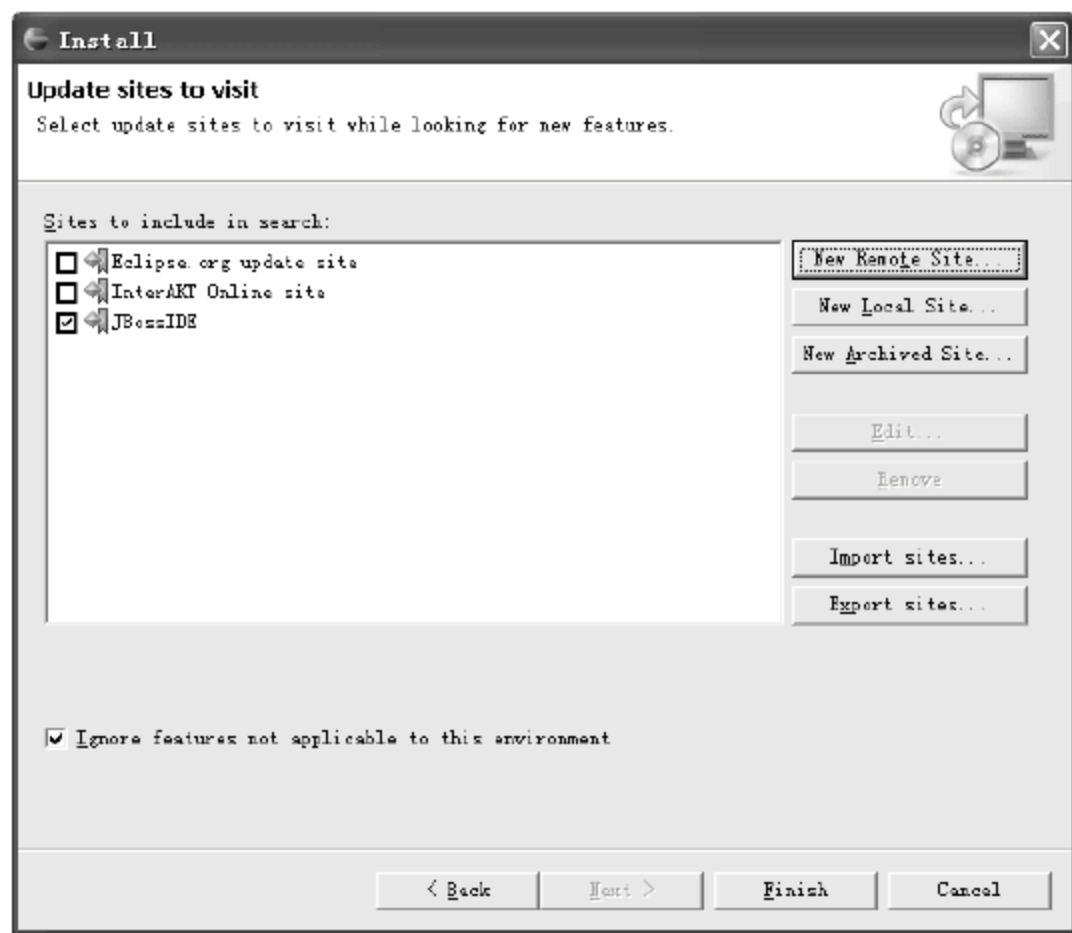 Install
Update sites to visit
Select update sites to visit while looking for new features.
Sites to include in search:
Eclipse.org update site
InterAKT Online site
JBossIDE
New Remote Site...
New Local Site...
New Archived Site...
Edit...
Remove
Import sites...
Export sites...
Ignore features not applicable to this environment
< Back
Next >
Finish
Cancel